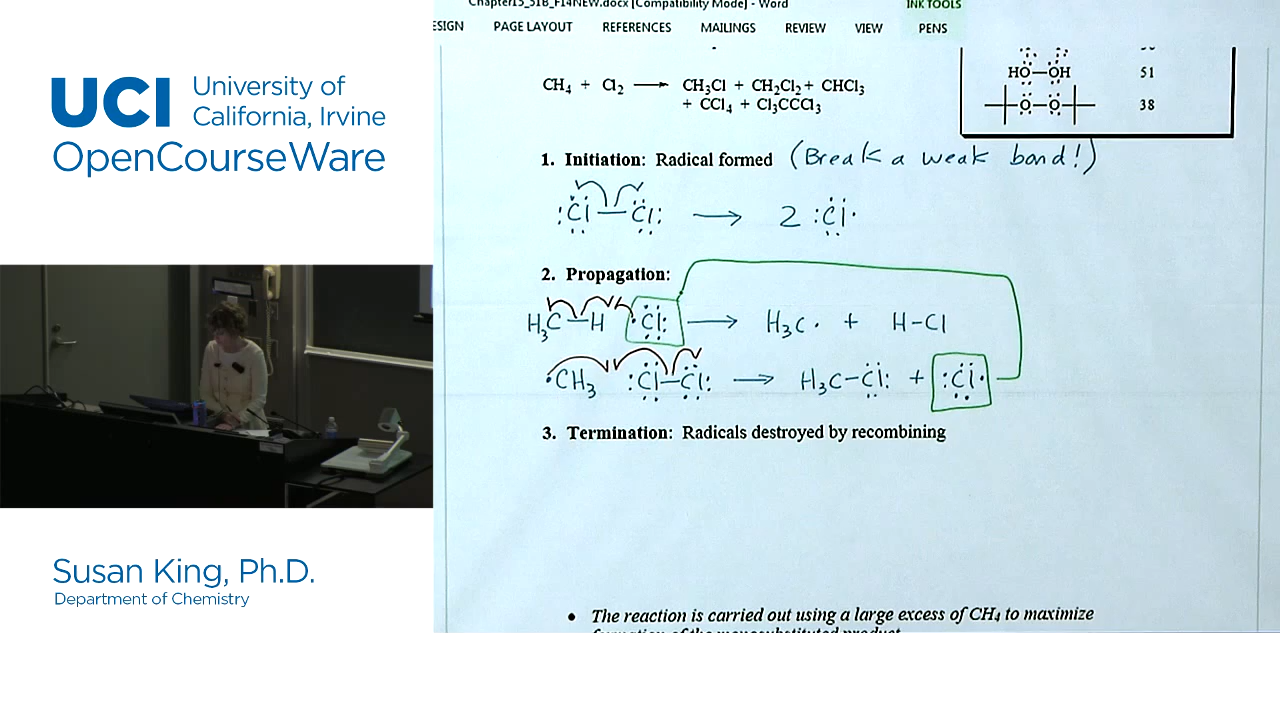 Chapter15_51B_F14NEW.docx [Compatibility Mode] - Word
INK TOOLS
ESIGN PAGE LAYOUT REFERENCES MAILINGS REVIEW VIEW PENS
UCI University of California, Irvine
OpenCourseWare
HO—OH 51
—O—O— 38
CH₄ + Cl₂ ⟶ CH₃Cl + CH₂Cl₂ + CHCl₃
+ CCl₄ + Cl₃CCCl₃
1. Initiation: Radical formed (Break a weak bond!)
:Cl—Cl: ⟶ 2 :Cl·
2. Propagation:
H₃C—H ·Cl: ⟶ H₃C· + H-Cl
·CH₃ :Cl—Cl: ⟶ H₃C-Cl: + :Cl·
3. Termination: Radicals destroyed by recombining
Susan King, Ph.D.
Department of Chemistry
• The reaction is carried out using a large excess of CH₄ to maximize